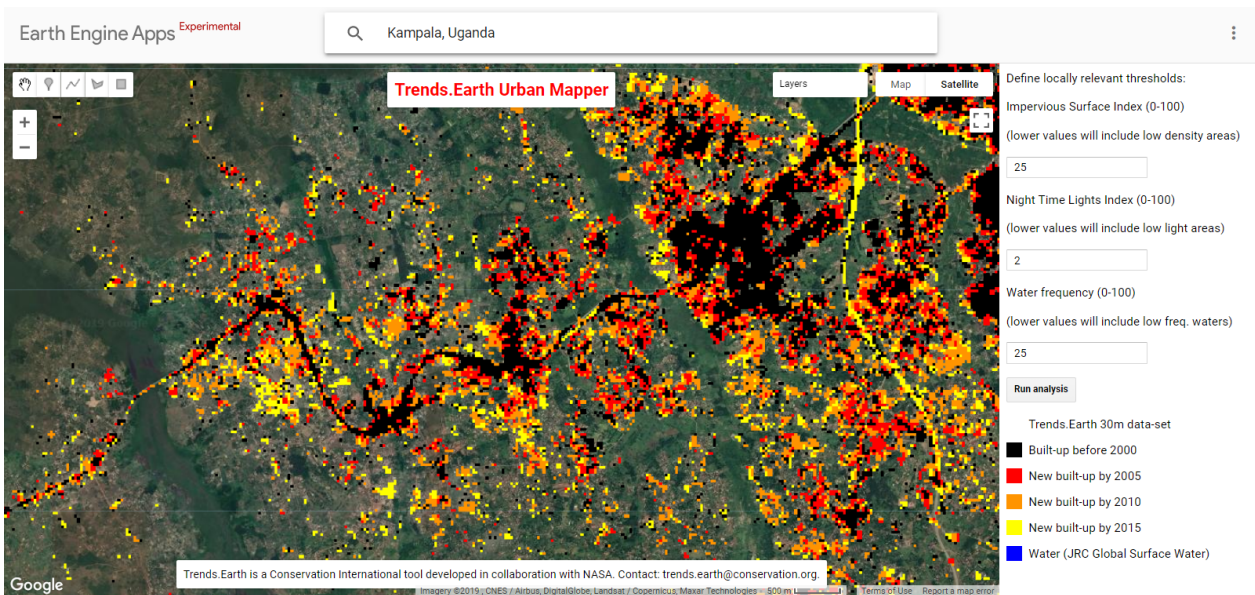 Earth Engine Apps Experimental
Kampala, Uganda
Trends.Earth Urban Mapper
Layers
Map
Satellite
+
−
Define locally relevant thresholds:
Impervious Surface Index (0-100)
(lower values will include low density areas)
25
Night Time Lights Index (0-100)
(lower values will include low light areas)
2
Water frequency (0-100)
(lower values will include low freq. waters)
25
Run analysis
Trends.Earth 30m data-set
Built-up before 2000
New built-up by 2005
New built-up by 2010
New built-up by 2015
Water (JRC Global Surface Water)
Trends.Earth is a Conservation International tool developed in collaboration with NASA. Contact: trends.earth@conservation.org.
Google
Imagery ©2019 , CNES / Airbus, DigitalGlobe, Landsat / Copernicus, Maxar Technologies
500 m
Terms of Use
Report a map error